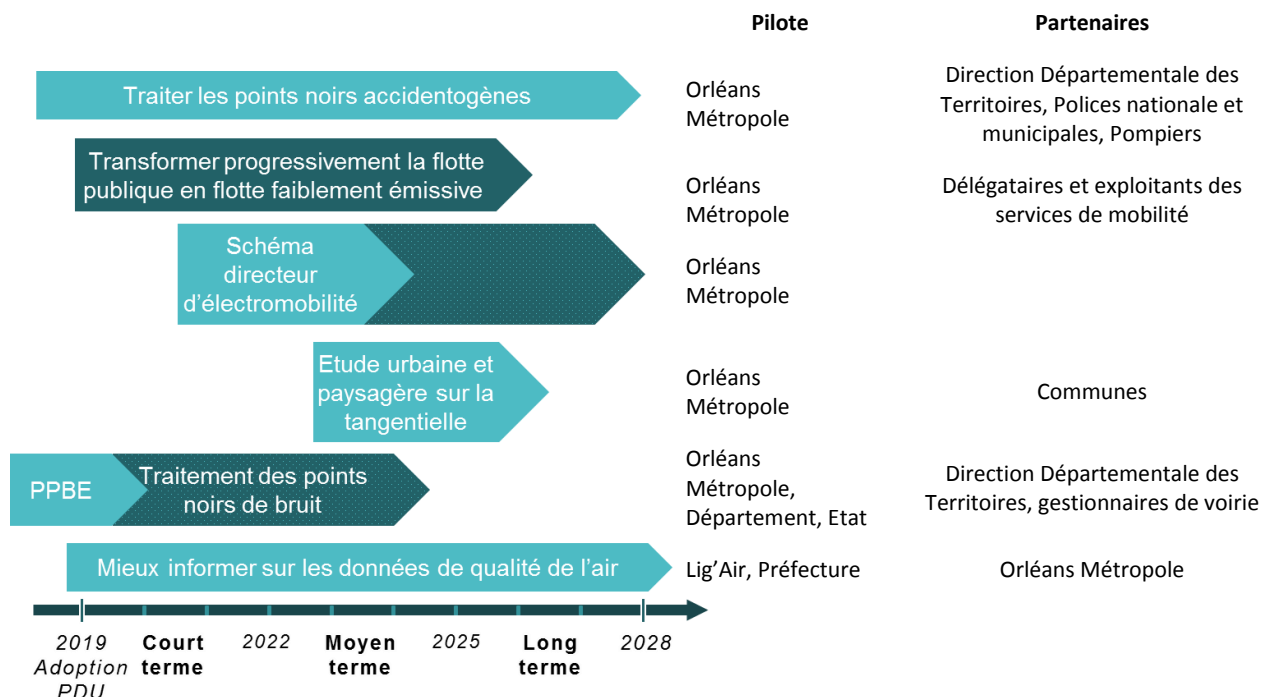 Pilote
Partenaires
Traiter les points noirs accidentogènes
Orléans
Métropole
Direction Départementale des
Territoires, Polices nationale et
municipales, Pompiers
Transformer progressivement la flotte
publique en flotte faiblement émissive
Orléans
Métropole
Délégataires et exploitants des
services de mobilité
Schéma
directeur
d'électromobilité
Orléans
Métropole
Etude urbaine et
paysagère sur la
tangentielle
Orléans
Métropole
Communes
PPBE
Traitement des points
noirs de bruit
Orléans
Métropole,
Département, Etat
Direction Départementale des
Territoires, gestionnaires de voirie
Mieux informer sur les données de qualité de l'air
Lig'Air, Préfecture
Orléans Métropole
2019
Adoption
PDU
Court
terme
2022
Moyen
terme
2025
Long
terme
2028